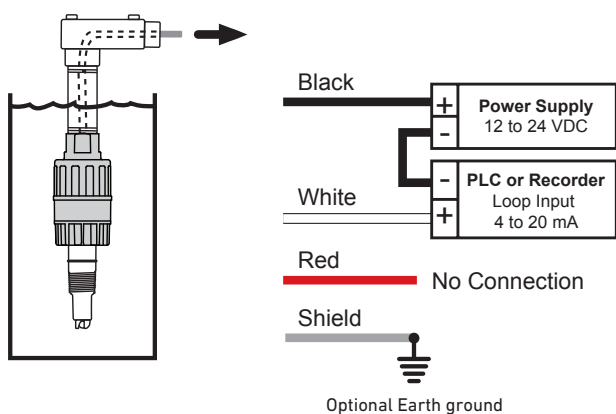 Black
+
Power Supply
12 to 24 VDC
-
-
PLC or Recorder
Loop Input
4 to 20 mA
White
+
Red
No Connection
Shield
Optional Earth ground